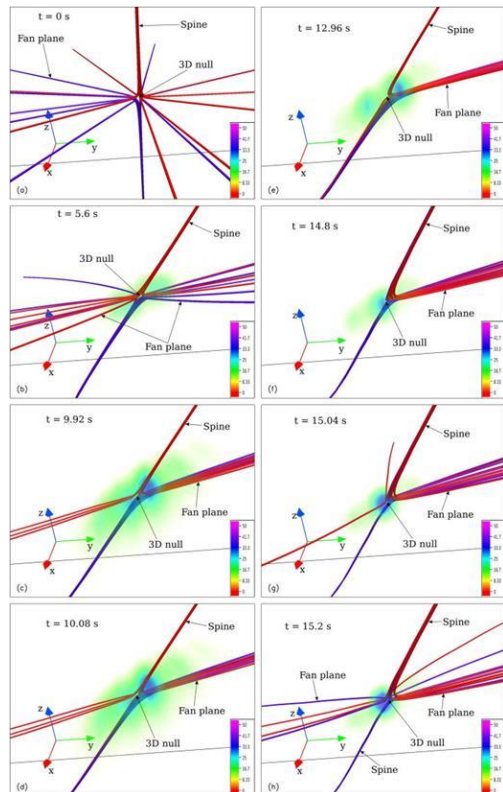 t = 0 s
Spine
Fan plane
3D null
z
y
x
(a)
t = 5.6 s
Spine
3D null
Fan plane
z
y
x
(b)
t = 9.92 s
Spine
Fan plane
3D null
z
y
x
(c)
t = 10.08 s
Spine
Fan plane
3D null
z
y
x
(d)
t = 12.96 s
Spine
Fan plane
3D null
z
y
x
(e)
t = 14.8 s
Spine
Fan plane
3D null
z
y
x
(f)
t = 15.04 s
Spine
Fan plane
3D null
z
y
x
(g)
t = 15.2 s
Spine
Fan plane
Fan plane
3D null
Spine
z
y
x
(h)